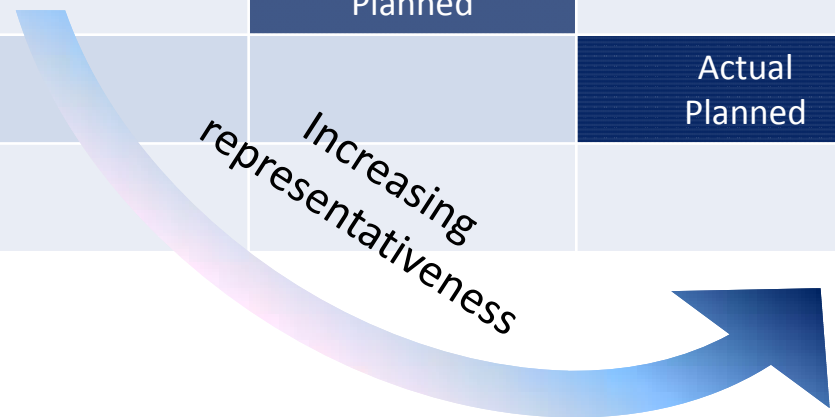 Planned
Actual
Planned
Increasing
representativeness